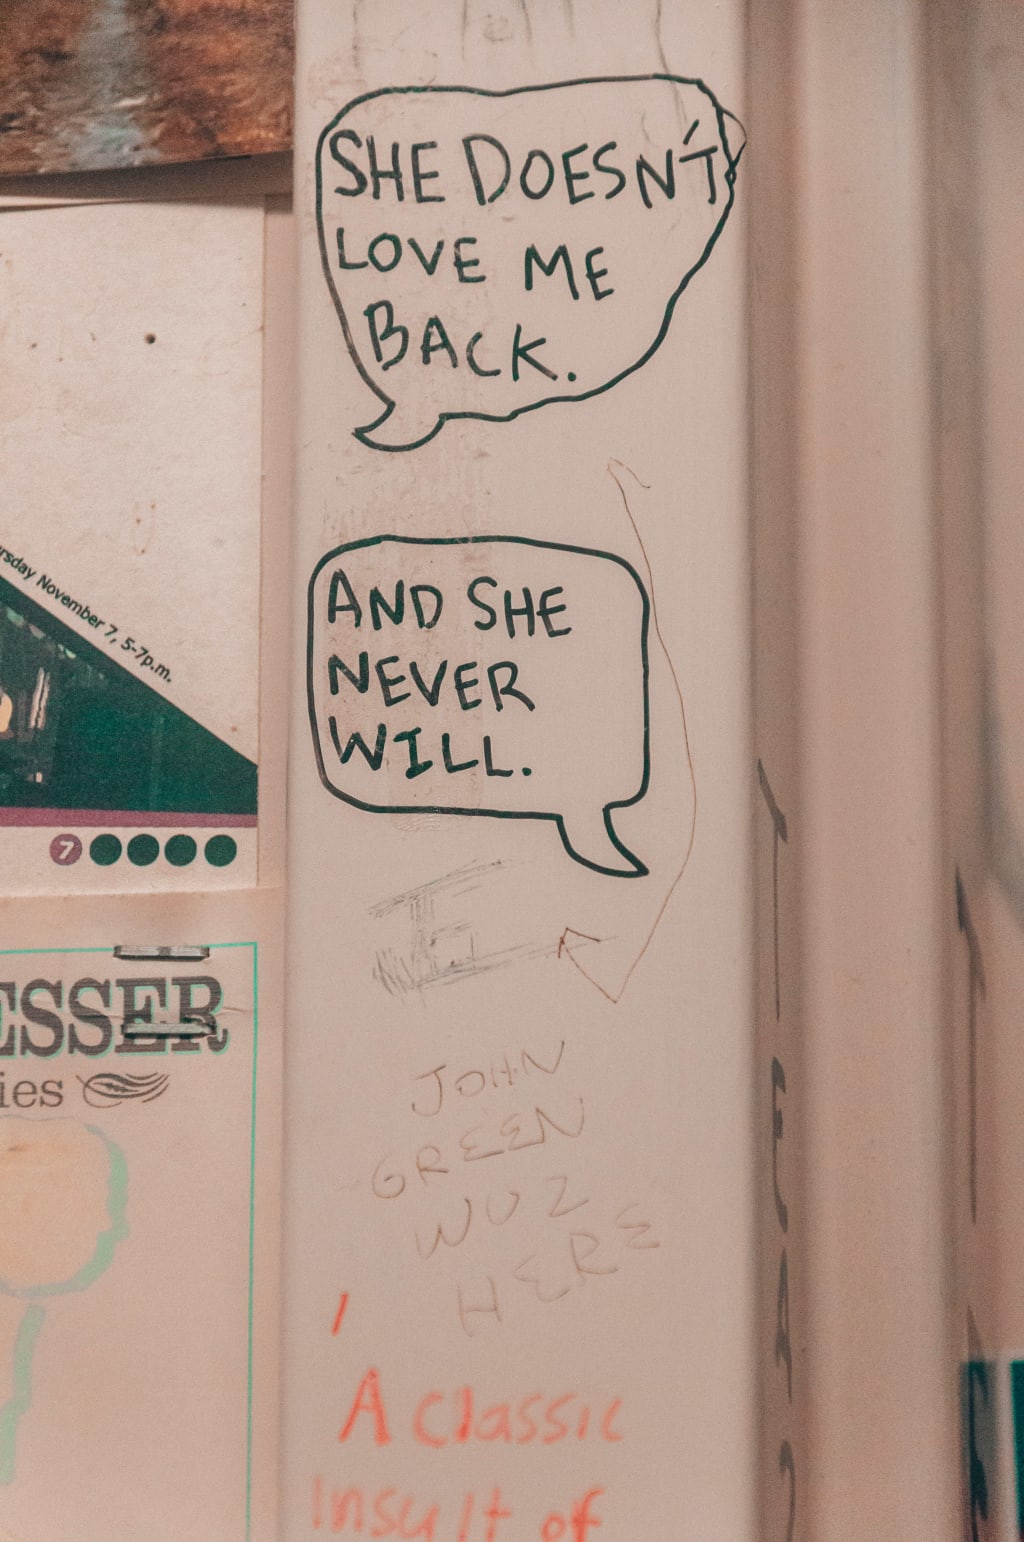 SHE DOESN'T
LOVE ME
BACK.
AND SHE
NEVER
WILL.
I
JOHN
GREEN
WUZ
HERE
A Classic
Insult of
rsday November 7, 5-7p.m.
7
ESSER
ies